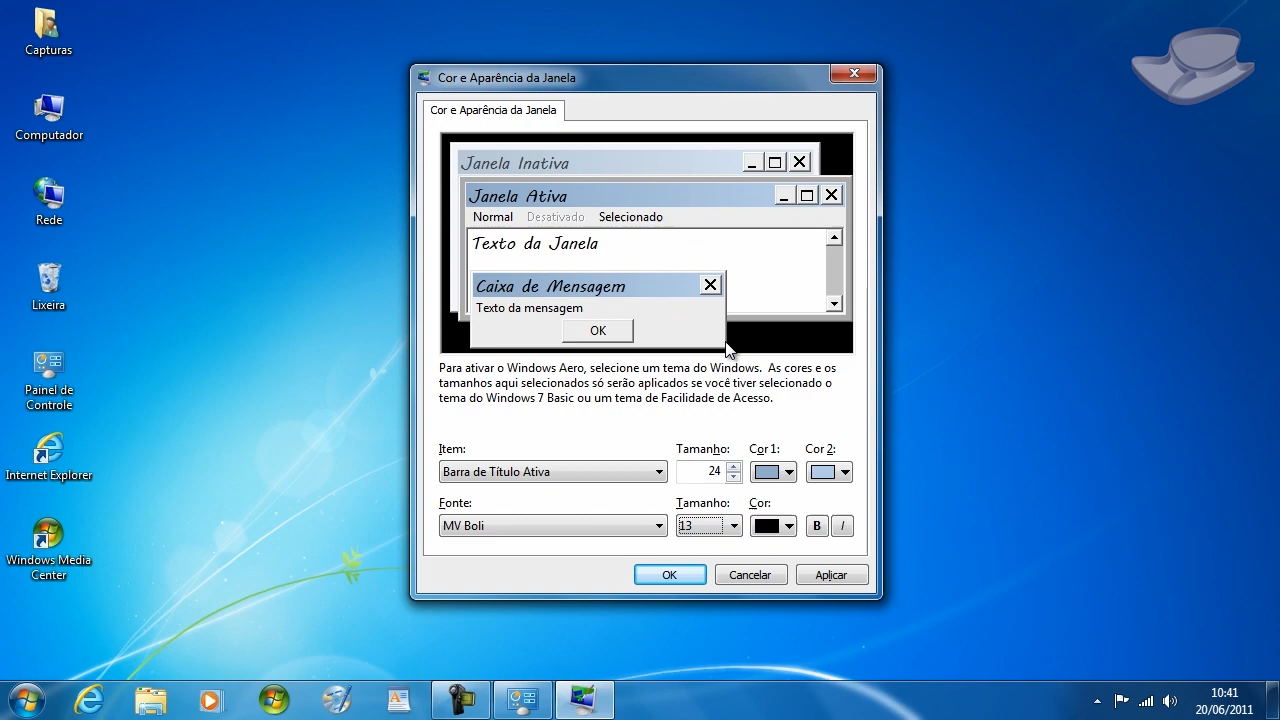 Capturas
Computador
Rede
Lixeira
Painel de
Controle
Internet Explorer
Windows Media
Center
Cor e Aparência da Janela
Cor e Aparência da Janela
Janela Inativa
Janela Ativa
Normal Desativado Selecionado
Texto da Janela
Caixa de Mensagem
Texto da mensagem
OK
Para ativar o Windows Aero, selecione um tema do Windows. As cores e os
tamanhos aqui selecionados só serão aplicados se você tiver selecionado o
tema do Windows 7 Basic ou um tema de Facilidade de Acesso.
Item: Tamanho: Cor 1: Cor 2:
Barra de Título Ativa 24
Fonte: Tamanho: Cor:
MV Boli 13 B I
OK Cancelar Aplicar
10:41
20/06/2011